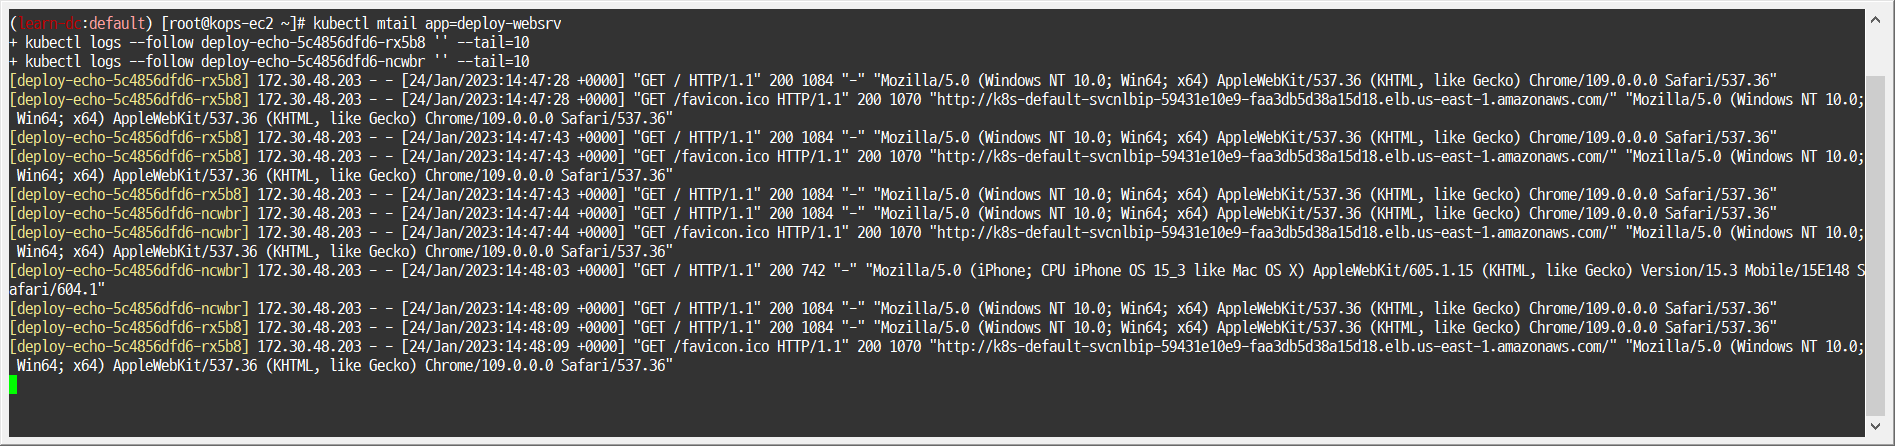 (learn-dc:default) [root@kops-ec2 ~]# kubectl mtail app=deploy-websrv
+ kubectl logs --follow deploy-echo-5c4856dfd6-rx5b8 '' --tail=10
+ kubectl logs --follow deploy-echo-5c4856dfd6-ncwbr '' --tail=10
[deploy-echo-5c4856dfd6-rx5b8] 172.30.48.203 - - [24/Jan/2023:14:47:28 +0000] "GET / HTTP/1.1" 200 1084 "-" "Mozilla/5.0 (Windows NT 10.0; Win64; x64) AppleWebKit/537.36 (KHTML, like Gecko) Chrome/109.0.0.0 Safari/537.36"
[deploy-echo-5c4856dfd6-rx5b8] 172.30.48.203 - - [24/Jan/2023:14:47:28 +0000] "GET /favicon.ico HTTP/1.1" 200 1070 "http://k8s-default-svcnlbip-59431e10e9-faa3db5d38a15d18.elb.us-east-1.amazonaws.com/" "Mozilla/5.0 (Windows NT 10.0;
Win64; x64) AppleWebKit/537.36 (KHTML, like Gecko) Chrome/109.0.0.0 Safari/537.36"
[deploy-echo-5c4856dfd6-rx5b8] 172.30.48.203 - - [24/Jan/2023:14:47:43 +0000] "GET / HTTP/1.1" 200 1084 "-" "Mozilla/5.0 (Windows NT 10.0; Win64; x64) AppleWebKit/537.36 (KHTML, like Gecko) Chrome/109.0.0.0 Safari/537.36"
[deploy-echo-5c4856dfd6-rx5b8] 172.30.48.203 - - [24/Jan/2023:14:47:43 +0000] "GET /favicon.ico HTTP/1.1" 200 1070 "http://k8s-default-svcnlbip-59431e10e9-faa3db5d38a15d18.elb.us-east-1.amazonaws.com/" "Mozilla/5.0 (Windows NT 10.0;
Win64; x64) AppleWebKit/537.36 (KHTML, like Gecko) Chrome/109.0.0.0 Safari/537.36"
[deploy-echo-5c4856dfd6-rx5b8] 172.30.48.203 - - [24/Jan/2023:14:47:43 +0000] "GET / HTTP/1.1" 200 1084 "-" "Mozilla/5.0 (Windows NT 10.0; Win64; x64) AppleWebKit/537.36 (KHTML, like Gecko) Chrome/109.0.0.0 Safari/537.36"
[deploy-echo-5c4856dfd6-ncwbr] 172.30.48.203 - - [24/Jan/2023:14:47:44 +0000] "GET / HTTP/1.1" 200 1084 "-" "Mozilla/5.0 (Windows NT 10.0; Win64; x64) AppleWebKit/537.36 (KHTML, like Gecko) Chrome/109.0.0.0 Safari/537.36"
[deploy-echo-5c4856dfd6-ncwbr] 172.30.48.203 - - [24/Jan/2023:14:47:44 +0000] "GET /favicon.ico HTTP/1.1" 200 1070 "http://k8s-default-svcnlbip-59431e10e9-faa3db5d38a15d18.elb.us-east-1.amazonaws.com/" "Mozilla/5.0 (Windows NT 10.0;
Win64; x64) AppleWebKit/537.36 (KHTML, like Gecko) Chrome/109.0.0.0 Safari/537.36"
[deploy-echo-5c4856dfd6-ncwbr] 172.30.48.203 - - [24/Jan/2023:14:48:03 +0000] "GET / HTTP/1.1" 200 742 "-" "Mozilla/5.0 (iPhone; CPU iPhone OS 15_3 like Mac OS X) AppleWebKit/605.1.15 (KHTML, like Gecko) Version/15.3 Mobile/15E148 S
afari/604.1"
[deploy-echo-5c4856dfd6-ncwbr] 172.30.48.203 - - [24/Jan/2023:14:48:09 +0000] "GET / HTTP/1.1" 200 1084 "-" "Mozilla/5.0 (Windows NT 10.0; Win64; x64) AppleWebKit/537.36 (KHTML, like Gecko) Chrome/109.0.0.0 Safari/537.36"
[deploy-echo-5c4856dfd6-rx5b8] 172.30.48.203 - - [24/Jan/2023:14:48:09 +0000] "GET / HTTP/1.1" 200 1084 "-" "Mozilla/5.0 (Windows NT 10.0; Win64; x64) AppleWebKit/537.36 (KHTML, like Gecko) Chrome/109.0.0.0 Safari/537.36"
[deploy-echo-5c4856dfd6-rx5b8] 172.30.48.203 - - [24/Jan/2023:14:48:09 +0000] "GET /favicon.ico HTTP/1.1" 200 1070 "http://k8s-default-svcnlbip-59431e10e9-faa3db5d38a15d18.elb.us-east-1.amazonaws.com/" "Mozilla/5.0 (Windows NT 10.0;
Win64; x64) AppleWebKit/537.36 (KHTML, like Gecko) Chrome/109.0.0.0 Safari/537.36"